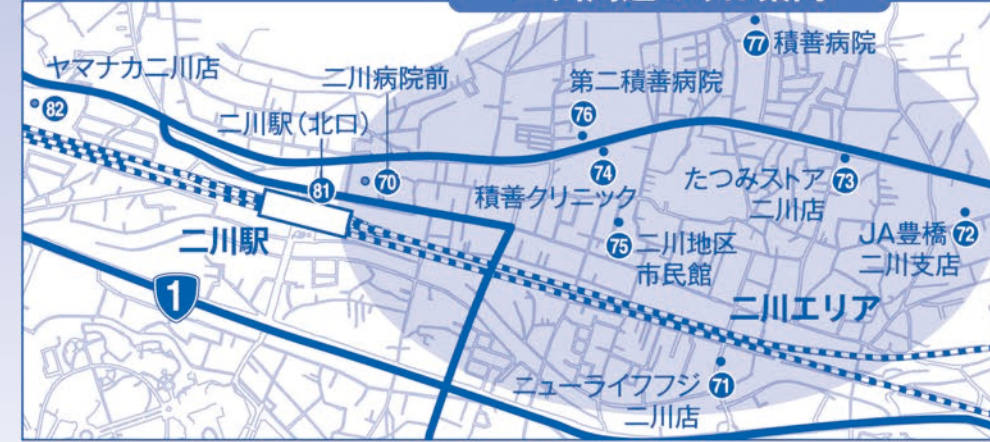 77 積善病院
ヤマナカ二川店
82
二川病院前
第二積善病院
76
二川駅(北口)
81
70
74
積善クリニック
たつみストア 73
二川店
75 二川地区
市民館
JA豊橋 72
二川支店
二川駅
1
二川エリア
ニューライフフジ 71
二川店